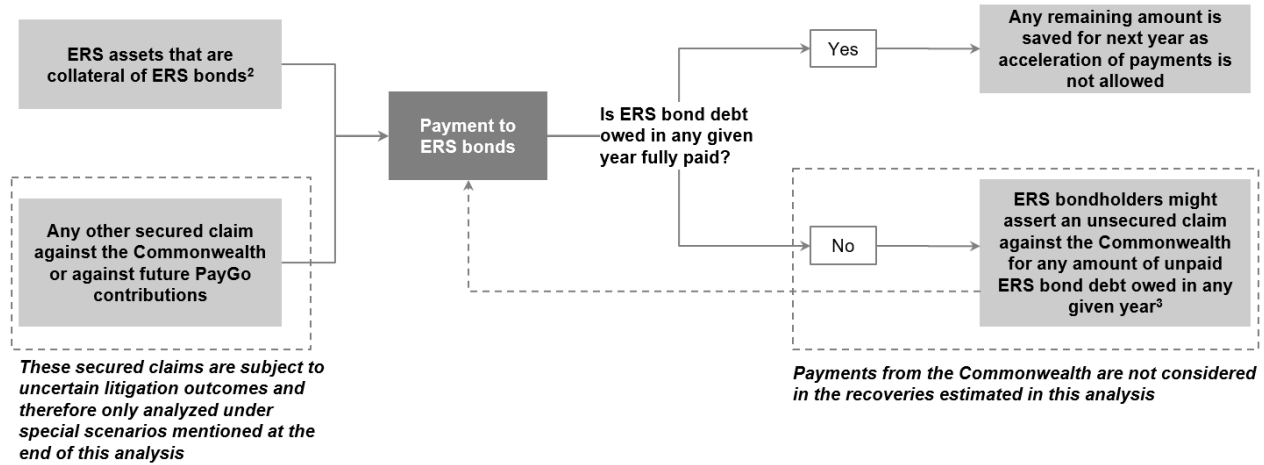 ERS assets that are
collateral of ERS bonds²
Any other secured claim
against the Commonwealth
or against future PayGo
contributions
These secured claims are subject to
uncertain litigation outcomes and
therefore only analyzed under
special scenarios mentioned at the
end of this analysis
Payment to
ERS bonds
Is ERS bond debt
owed in any given
year fully paid?
Yes
Any remaining amount is
saved for next year as
acceleration of payments is
not allowed
No
ERS bondholders might
assert an unsecured claim
against the Commonwealth
for any amount of unpaid
ERS bond debt owed in any
given year³
Payments from the Commonwealth are not considered
in the recoveries estimated in this analysis